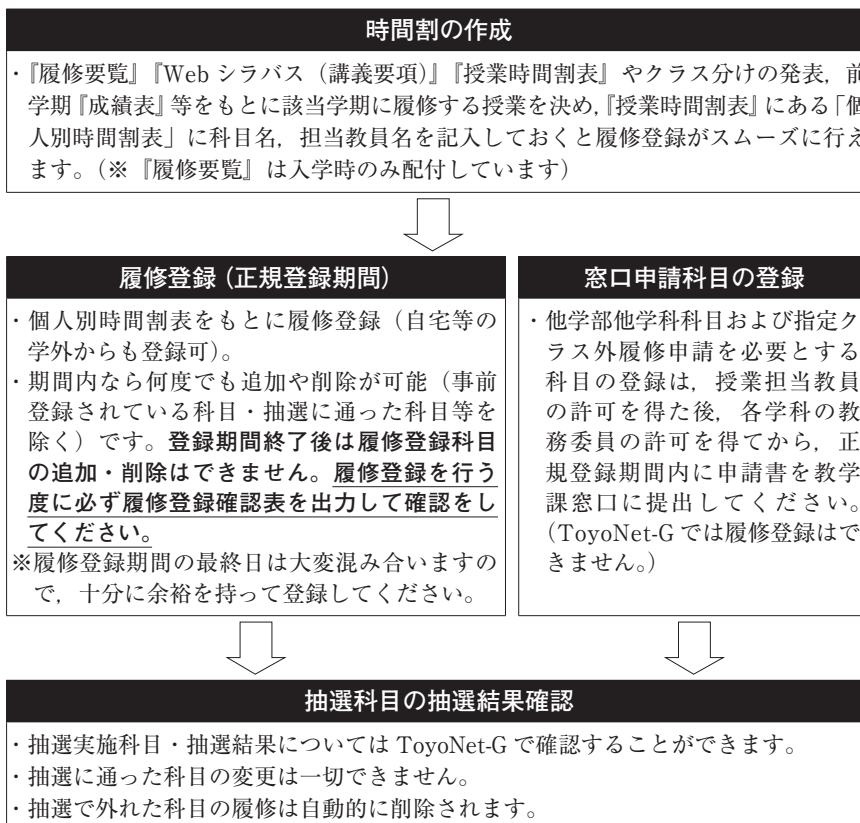 時間割の作成
・『履修要覧』『Web シラバス（講義要項）』『授業時間割表』やクラス分けの発表，前
学期『成績表』等をもとに該当学期に履修する授業を決め，『授業時間割表』にある「個
人別時間割表」に科目名，担当教員名を記入しておくと履修登録がスムーズに行え
ます。（※『履修要覧』は入学時のみ配付しています）
履修登録（正規登録期間）
・個人別時間割表をもとに履修登録（自宅等の
学外からも登録可）。
・期間内なら何度でも追加や削除が可能（事前
登録されている科目・抽選に通った科目等を
除く）です。登録期間終了後は履修登録科目
の追加・削除はできません。履修登録を行う
度に必ず履修登録確認表を出力して確認をし
てください。
※履修登録期間の最終日は大変混み合いますの
で，十分に余裕を持って登録してください。
窓口申請科目の登録
・他学部他学科科目および指定ク
ラス外履修申請を必要とする
科目の登録は，授業担当教員
の許可を得た後，各学科の教
務委員の許可を得てから，正
規登録期間内に申請書を教学
課窓口に提出してください。
（ToyoNet-G では履修登録はで
きません。）
抽選科目の抽選結果確認
・抽選実施科目・抽選結果については ToyoNet-G で確認することができます。
・抽選に通った科目の変更は一切できません。
・抽選で外れた科目の履修は自動的に削除されます。